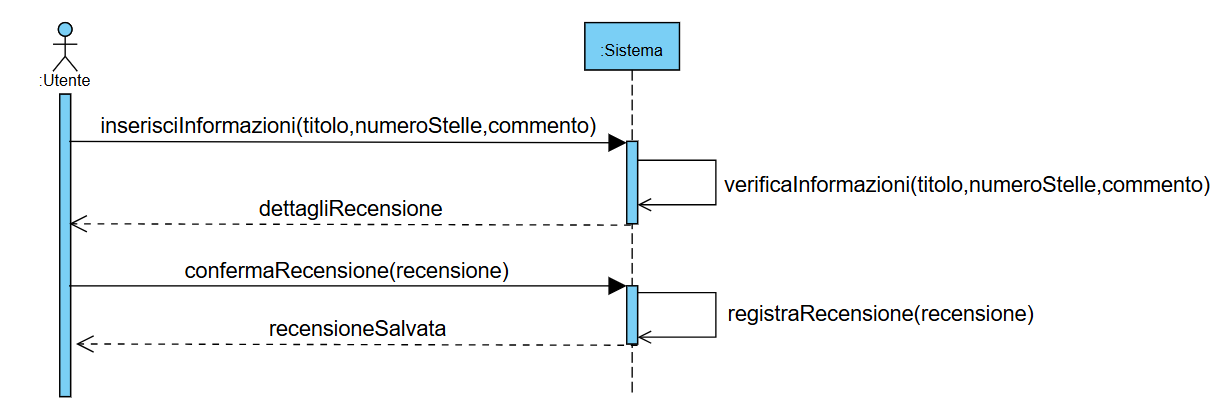 :Utente
:Sistema
inserisciInformazioni(titolo,numeroStelle,commento)
verificaInformazioni(titolo,numeroStelle,commento)
dettagliRecensione
confermaRecensione(recensione)
registraRecensione(recensione)
recensioneSalvata